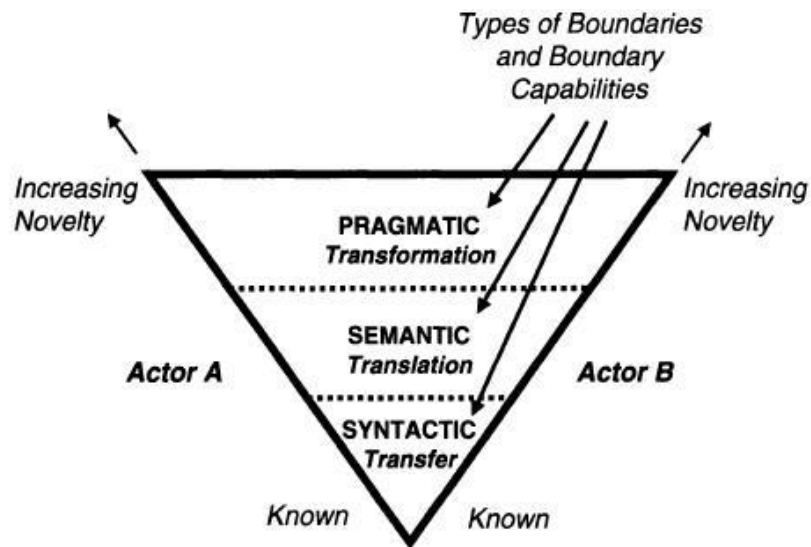 Types of Boundaries
and Boundary
Capabilities
Increasing
Novelty
Increasing
Novelty
PRAGMATIC
Transformation
SEMANTIC
Translation
Actor A
Actor B
SYNTACTIC
Transfer
Known
Known